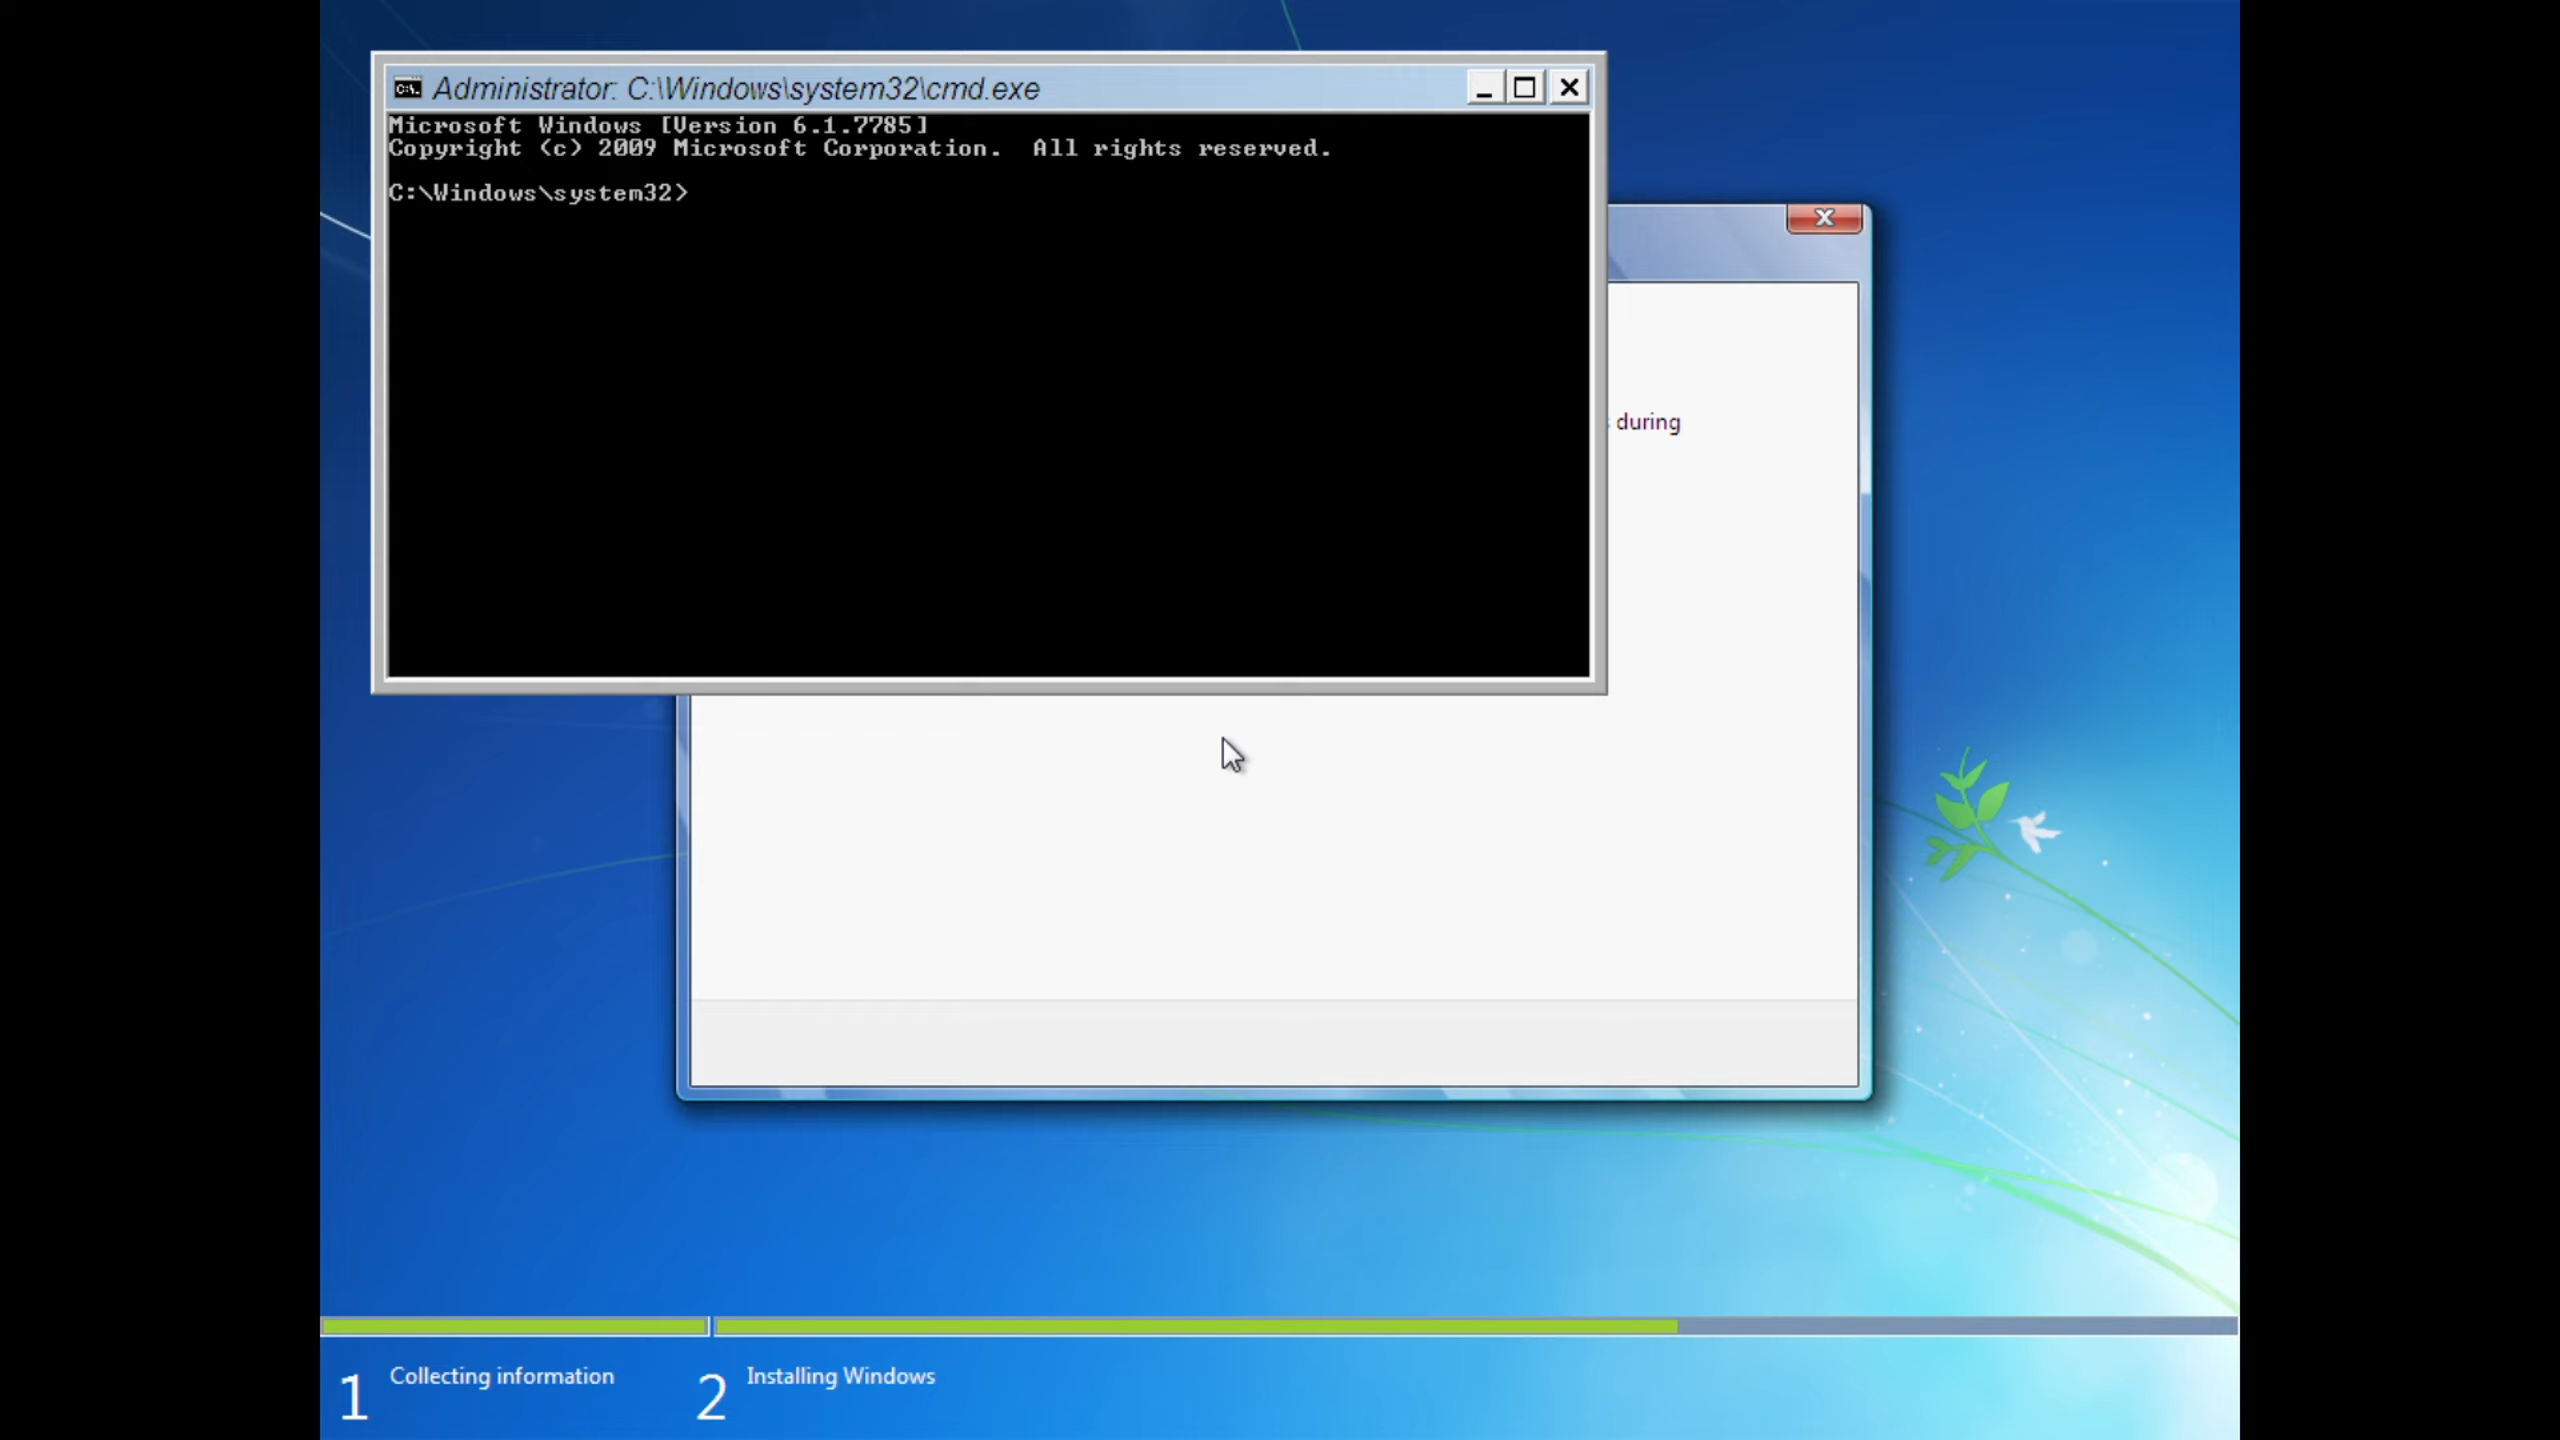 Administrator: C:\Windows\system32\cmd.exe
Microsoft Windows [Version 6.1.7785]
Copyright (c) 2009 Microsoft Corporation.  All rights reserved.
C:\Windows\system32>
during
1 Collecting information
2 Installing Windows